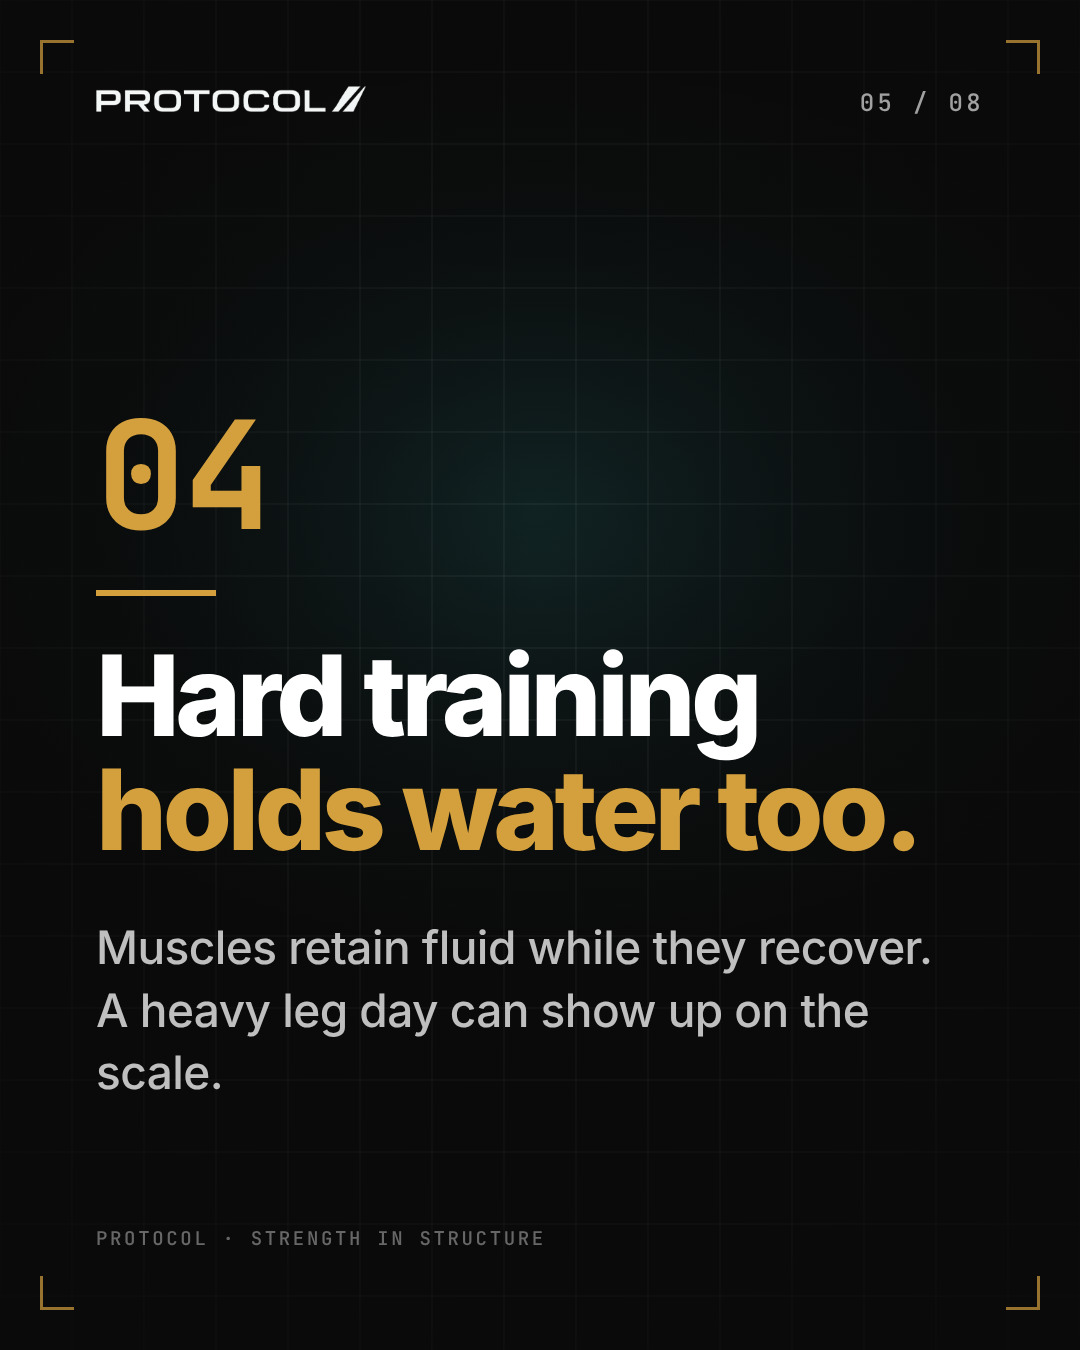 PROTOCOL
05 / 08
04
Hard training
holds water too.
Muscles retain fluid while they recover.
A heavy leg day can show up on the
scale.
PROTOCOL · STRENGTH IN STRUCTURE